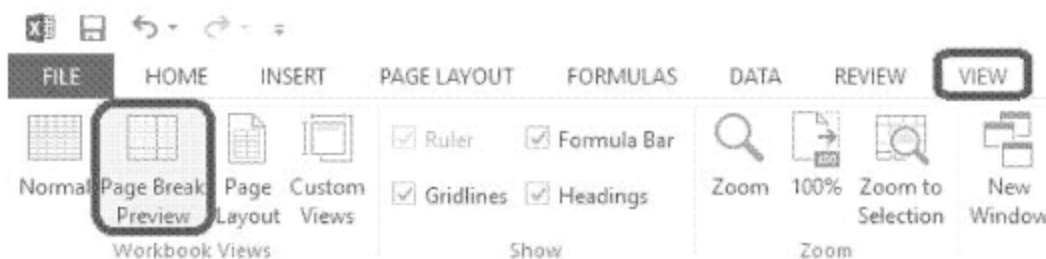 FILE HOME INSERT PAGE LAYOUT FORMULAS DATA REVIEW VIEW
Ruler Formula Bar
Normal Page Break Page Custom Gridlines Headings Zoom 100% Zoom to New
Preview Layout Views Selection Window
Workbook Views Show Zoom